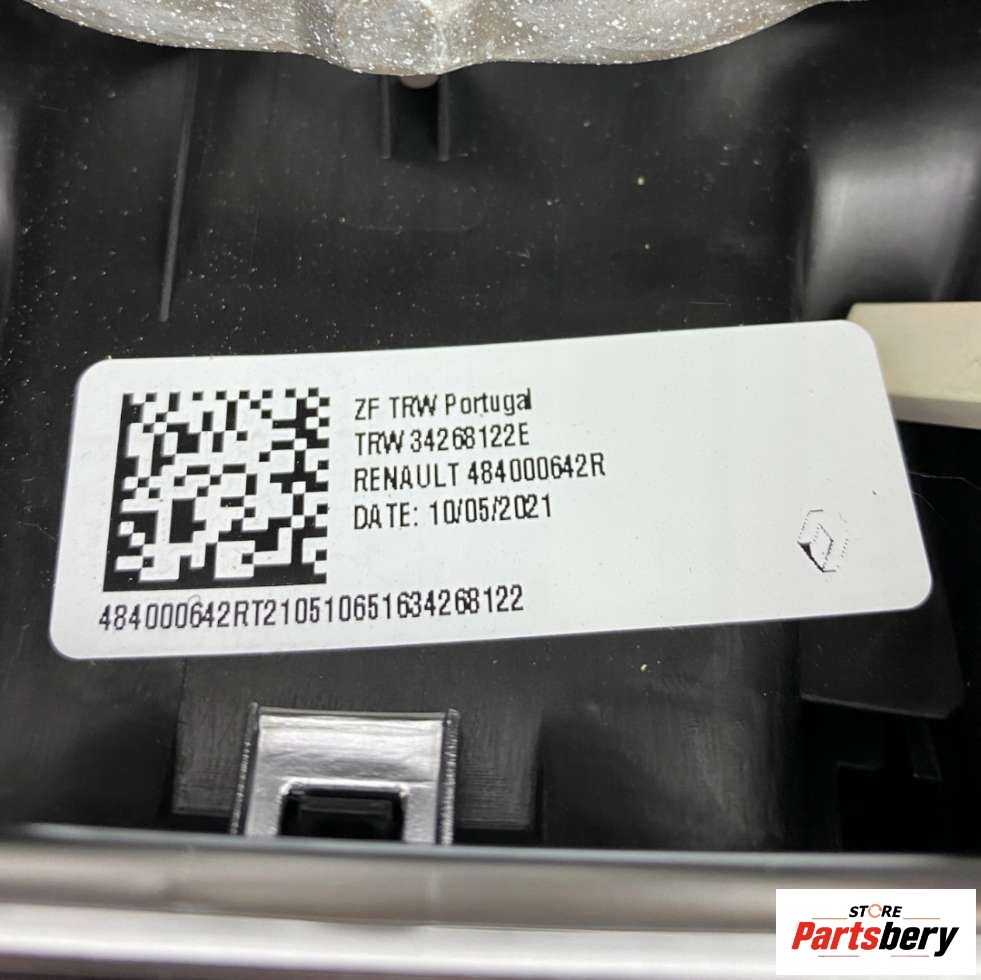 ZF TRW Portugal
TRW 34268122E
RENAULT 484000642R
DATE: 10/05/2021
484000642RT210510651634268122
STORE
Partsbery